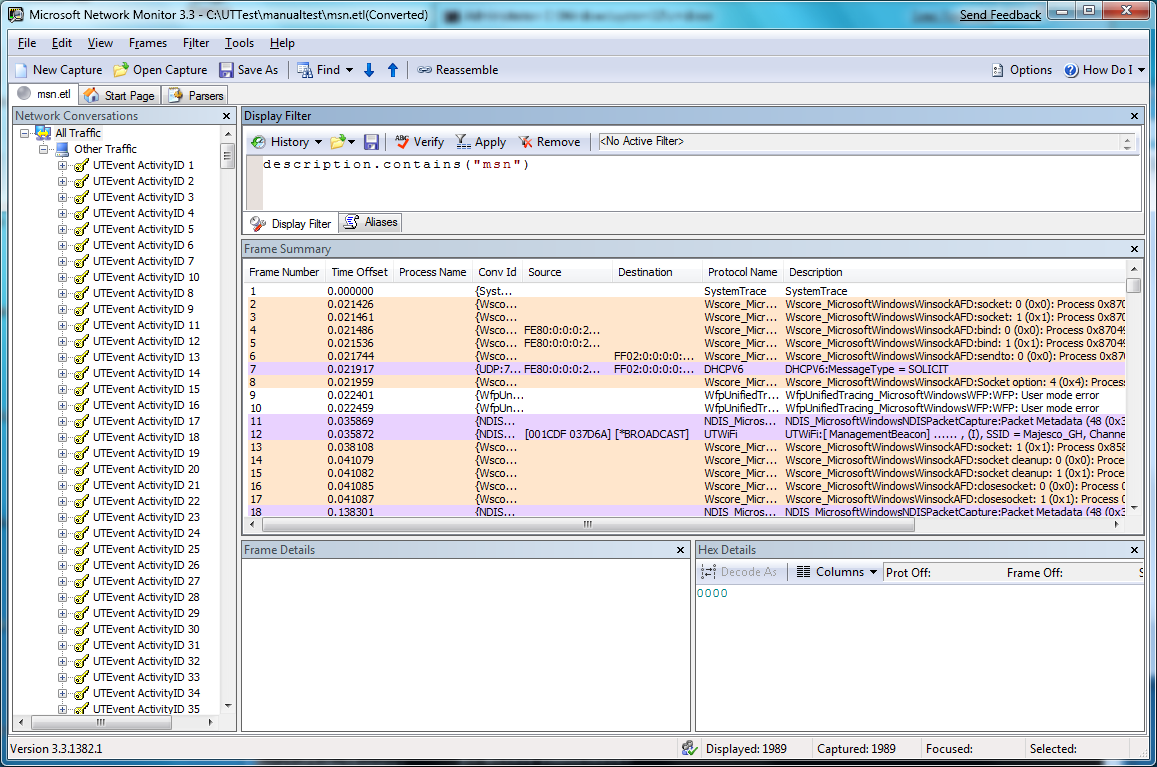 Microsoft Network Monitor 3.3 - C:\UTTest\manualtest\msn.etl(Converted)
Send Feedback
File Edit View Frames Filter Tools Help
New Capture Open Capture Save As Find Reassemble Options How Do I
msn.etl Start Page Parsers
Network Conversations
All Traffic
Other Traffic
UTEvent ActivityID 1
UTEvent ActivityID 2
UTEvent ActivityID 3
UTEvent ActivityID 4
UTEvent ActivityID 5
UTEvent ActivityID 6
UTEvent ActivityID 7
UTEvent ActivityID 10
UTEvent ActivityID 8
UTEvent ActivityID 9
UTEvent ActivityID 11
UTEvent ActivityID 12
UTEvent ActivityID 13
UTEvent ActivityID 14
UTEvent ActivityID 15
UTEvent ActivityID 16
UTEvent ActivityID 17
UTEvent ActivityID 18
UTEvent ActivityID 19
UTEvent ActivityID 20
UTEvent ActivityID 21
UTEvent ActivityID 22
UTEvent ActivityID 23
UTEvent ActivityID 24
UTEvent ActivityID 25
UTEvent ActivityID 26
UTEvent ActivityID 27
UTEvent ActivityID 28
UTEvent ActivityID 29
UTEvent ActivityID 30
UTEvent ActivityID 31
UTEvent ActivityID 32
UTEvent ActivityID 33
UTEvent ActivityID 34
UTEvent ActivityID 35
Display Filter
History Verify Apply Remove <No Active Filter>
description.contains("msn")
Display Filter Aliases
Frame Summary
Frame Number Time Offset Process Name Conv Id Source Destination Protocol Name Description
1 0.000000 {Syst... SystemTrace SystemTrace
2 0.021426 {Wsco... Wscore_Micr... Wscore_MicrosoftWindowsWinsockAFD:socket: 0 (0x0): Process 0x870
3 0.021461 {Wsco... Wscore_Micr... Wscore_MicrosoftWindowsWinsockAFD:socket: 1 (0x1): Process 0x870
4 0.021486 {Wsco... FE80:0:0:0:2... Wscore_Micr... Wscore_MicrosoftWindowsWinsockAFD:bind: 0 (0x0): Process 0x87049
5 0.021536 {Wsco... FE80:0:0:0:2... Wscore_Micr... Wscore_MicrosoftWindowsWinsockAFD:bind: 1 (0x1): Process 0x87049
6 0.021744 {Wsco... FF02:0:0:0:0:... Wscore_Micr... Wscore_MicrosoftWindowsWinsockAFD:sendto: 0 (0x0): Process 0x870
7 0.021917 {UDP:7... FE80:0:0:0:2... FF02:0:0:0:0:... DHCPV6 DHCPV6:MessageType = SOLICIT
8 0.021959 {Wsco... Wscore_Micr... Wscore_MicrosoftWindowsWinsockAFD:Socket option: 4 (0x4): Process
9 0.022401 {WfpUn... WfpUnifiedTr... WfpUnifiedTracing_MicrosoftWindowsWFP:WFP: User mode error
10 0.022459 {WfpUn... WfpUnifiedTr... WfpUnifiedTracing_MicrosoftWindowsWFP:WFP: User mode error
11 0.035869 {NDIS... NDIS_Micros... NDIS_MicrosoftWindowsNDISPacketCapture:Packet Metadata (48 (0x3
12 0.035872 {NDIS... [001CDF 037D6A] [*BROADCAST] UTWiFi UTWiFi:[ ManagementBeacon] ...... , (I), SSID = Majesco_GH, Channe
13 0.038108 {Wsco... Wscore_Micr... Wscore_MicrosoftWindowsWinsockAFD:socket: 1 (0x1): Process 0x858
14 0.041079 {Wsco... Wscore_Micr... Wscore_MicrosoftWindowsWinsockAFD:socket cleanup: 0 (0x0): Proce
15 0.041082 {Wsco... Wscore_Micr... Wscore_MicrosoftWindowsWinsockAFD:socket cleanup: 1 (0x1): Proce
16 0.041085 {Wsco... Wscore_Micr... Wscore_MicrosoftWindowsWinsockAFD:closesocket: 0 (0x0): Process 0
17 0.041087 {Wsco... Wscore_Micr... Wscore_MicrosoftWindowsWinsockAFD:closesocket: 1 (0x1): Process 0
18 0.138301 {NDIS... NDIS_Micros... NDIS_MicrosoftWindowsNDISPacketCapture:Packet Metadata (48 (0x3
Frame Details
Hex Details
Decode As Columns Prot Off: Frame Off:
0000
Version 3.3.1382.1 Displayed: 1989 Captured: 1989 Focused: Selected: